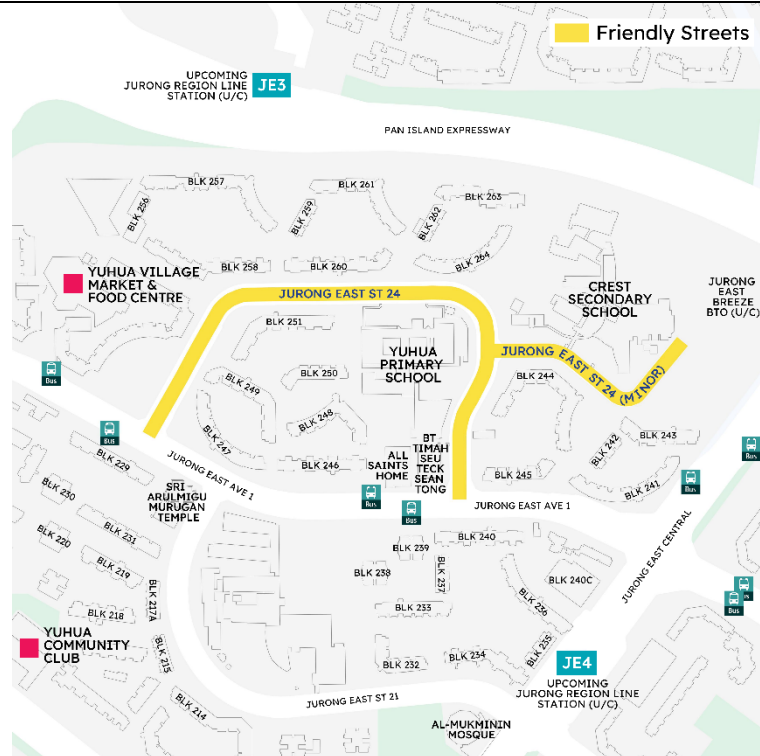 Friendly Streets
UPCOMING
JURONG REGION LINE
STATION (U/C)
JE3
PAN ISLAND EXPRESSWAY
BLK 257
BLK 261
BLK 263
BLK 256
BLK 259
BLK 262
BLK 258
BLK 260
BLK 264
YUHUA VILLAGE
MARKET &
FOOD CENTRE
JURONG EAST ST 24
CREST
SECONDARY
SCHOOL
JURONG
EAST
BREEZE
BTO (U/C)
BLK 251
YUHUA
PRIMARY
SCHOOL
JURONG EAST ST 24 (MINOR)
BLK 250
BLK 249
BLK 244
BLK 248
BLK 247
BLK 246
ALL
SAINTS
HOME
BT
TIMAH
SEU
TECK
SEAN
TONG
BLK 242
BLK 243
BLK 245
BLK 241
Bus
Bus
Bus
Bus
Bus
Bus
Bus
Bus
JURONG EAST AVE 1
JURONG EAST AVE 1
BLK 229
SRI
ARULMIGU
MURUGAN
TEMPLE
BLK 230
BLK 231
BLK 220
BLK 219
BLK 218
BLK 217A
BLK 215
BLK 214
BLK 239
BLK 240
BLK 238
BLK 237
BLK 240C
BLK 233
BLK 236
BLK 235
BLK 232
BLK 234
JURONG EAST CENTRAL
YUHUA
COMMUNITY
CLUB
JE4
UPCOMING
JURONG REGION LINE
STATION (U/C)
JURONG EAST ST 21
AL-MUKMININ
MOSQUE